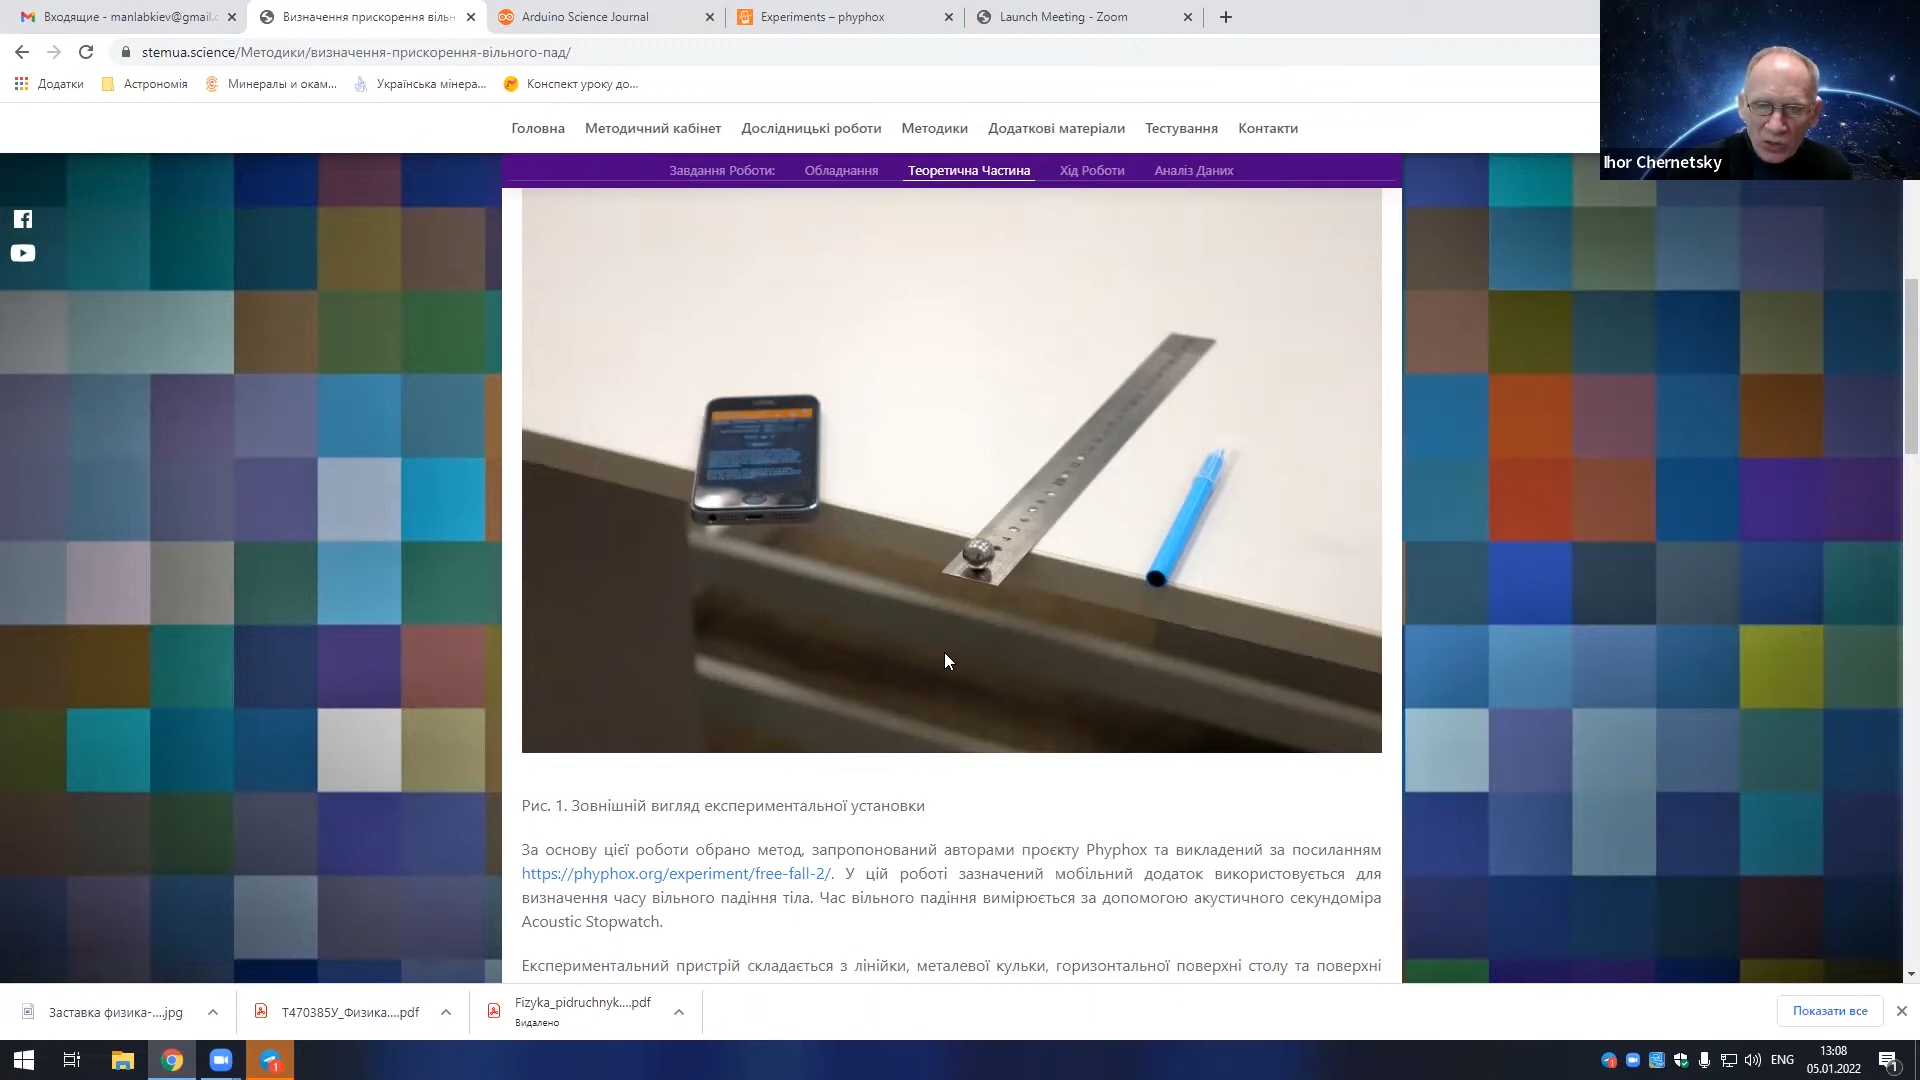 Входящие - manlabkiev@gmail.c
Визначення прискорення вільн
Arduino Science Journal
Experiments – phyphox
Launch Meeting - Zoom
stemua.science/Методики/визначення-прискорення-вільного-пад/
Додатки
Астрономія
Минералы и окам...
Українська мінера...
Конспект уроку до...
Головна
Методичний кабінет
Дослідницькі роботи
Методики
Додаткові матеріали
Тестування
Контакти
Ihor Chernetsky
Завдання Роботи:
Обладнання
Теоретична Частина
Хід Роботи
Аналіз Даних
Рис. 1. Зовнішній вигляд експериментальної установки
За основу цієї роботи обрано метод, запропонований авторами проєкту Phyphox та викладений за посиланням
https://phyphox.org/experiment/free-fall-2/. У цій роботі зазначений мобільний додаток використовується для
визначення часу вільного падіння тіла. Час вільного падіння вимірюється за допомогою акустичного секундоміра
Acoustic Stopwatch.
Експериментальний пристрій складається з лінійки, металевої кульки, горизонтальної поверхні столу та поверхні
Заставка физика-....jpg
Т470385У_Физика....pdf
Fizyka_pidruchnyk....pdf
Видалено
Показати все
ENG
13:08
05.01.2022